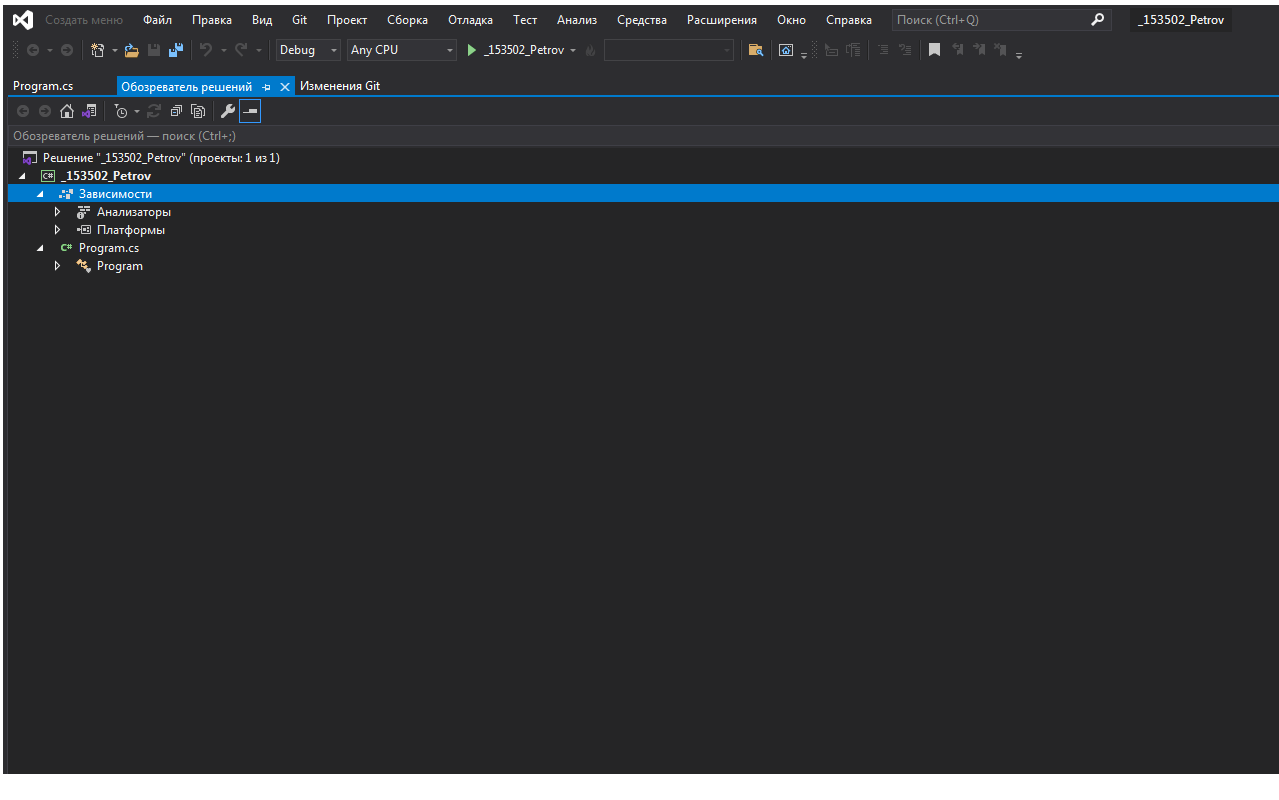 Создать меню Файл Правка Вид Git Проект Сборка Отладка Тест Анализ Средства Расширения Окно Справка Поиск (Ctrl+Q) _153502_Petrov
Debug Any CPU _153502_Petrov
Program.cs Обозреватель решений Изменения Git
Обозреватель решений — поиск (Ctrl+;)
Решение "_153502_Petrov" (проекты: 1 из 1)
C# _153502_Petrov
Зависимости
Анализаторы
Платформы
C# Program.cs
Program